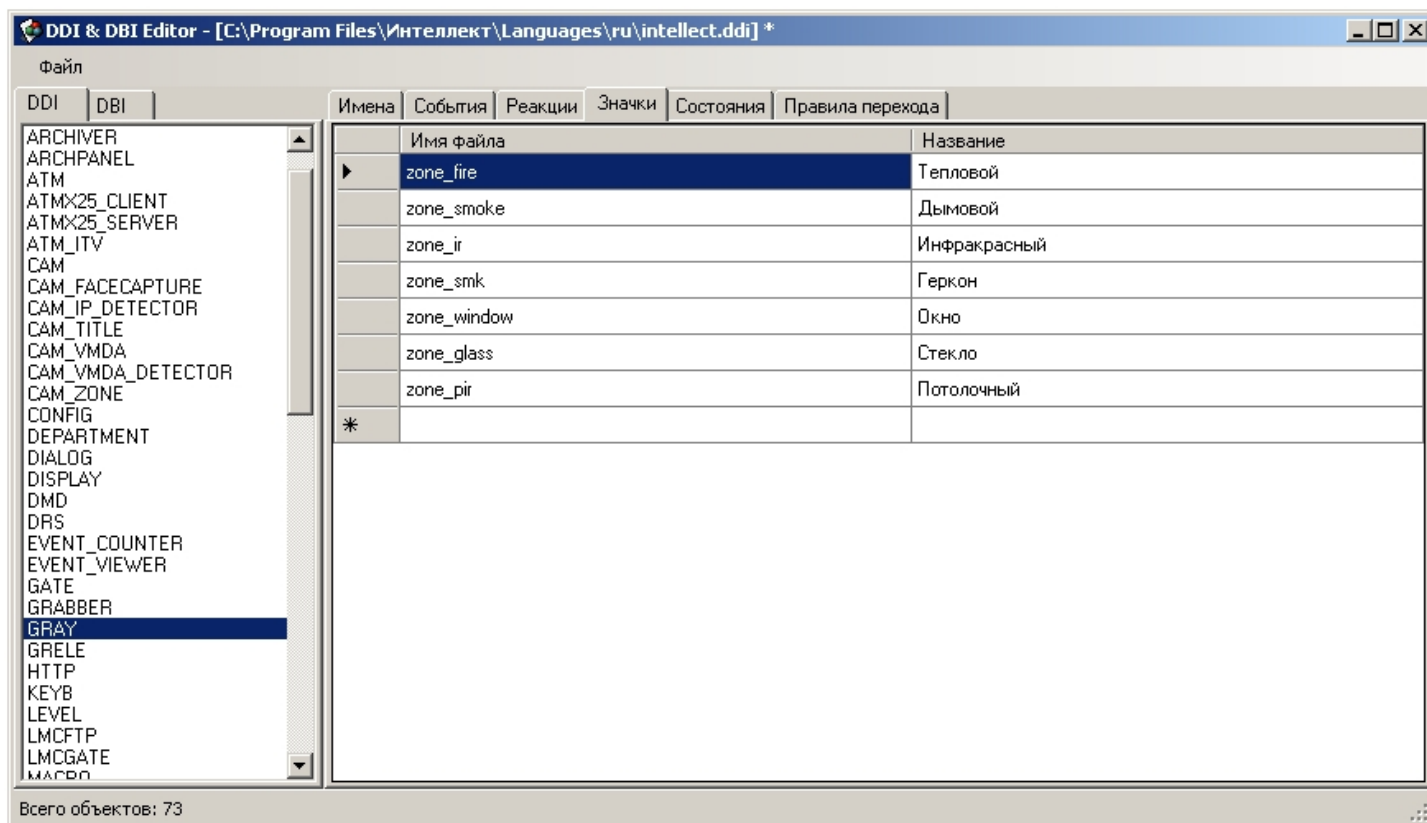 DDI & DBI Editor - [C:\Program Files\Интеллект\Languages\ru\intellect.ddi] *
Файл
DDI DBI
Имена События Реакции Значки Состояния Правила перехода
ARCHIVER
ARCHPANEL
ATM
ATMX25_CLIENT
ATMX25_SERVER
ATM_ITV
CAM
CAM_FACECAPTURE
CAM_IP_DETECTOR
CAM_TITLE
CAM_VMDA
CAM_VMDA_DETECTOR
CAM_ZONE
CONFIG
DEPARTMENT
DIALOG
DISPLAY
DMD
DRS
EVENT_COUNTER
EVENT_VIEWER
GATE
GRABBER
GRAY
GRELE
HTTP
KEYB
LEVEL
LMCFTP
LMCGATE
MACRO
Имя файла Название
zone_fire Тепловой
zone_smoke Дымовой
zone_ir Инфракрасный
zone_smk Геркон
zone_window Окно
zone_glass Стекло
zone_pir Потолочный
Всего объектов: 73